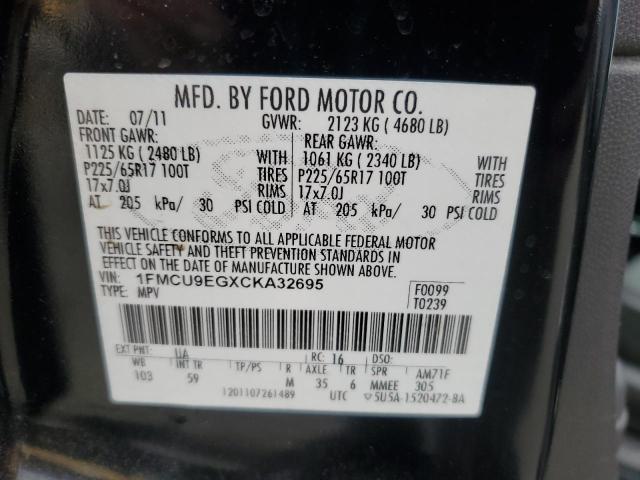 MFD. BY FORD MOTOR CO.
DATE: 07/11 GVWR: 2123 KG ( 4680 LB)
FRONT GAWR: REAR GAWR:
1125 KG ( 2480 LB) WITH 1061 KG ( 2340 LB) WITH
P225/65R17 100T TIRES P225/65R17 100T TIRES
17x7.0J RIMS 17x7.0J RIMS
AT 205 kPa/ 30 PSI COLD AT 205 kPa/ 30 PSI COLD
THIS VEHICLE CONFORMS TO ALL APPLICABLE FEDERAL MOTOR
VEHICLE SAFETY AND THEFT PREVENTION STANDARDS IN
EFFECT ON THE DATE OF MANUFACTURE SHOWN ABOVE.
VIN: 1FMCU9EGXCKA32695 F0099
TYPE: MPV T0239
EXT PNT: UA RC: 16 DSO:
WB INT TR TP/PS R AXLE TR SPR AM71F
103 59 M 35 6 MMEE 305
1201107261489 UTC ▽5U5A-1520472-BA